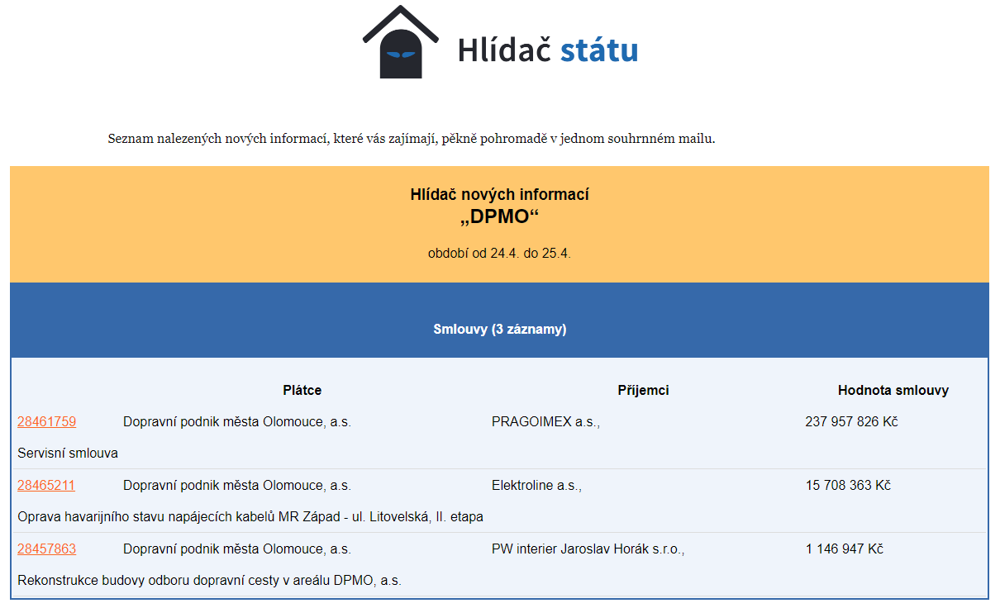 Hlídač státu
Seznam nalezených nových informací, které vás zajímají, pěkně pohromadě v jednom souhrnném mailu.
Hlídač nových informací
„DPMO“
období od 24.4. do 25.4.
Smlouvy (3 záznamy)
Plátce Příjemci Hodnota smlouvy
28461759 Dopravní podnik města Olomouce, a.s. PRAGOIMEX a.s., 237 957 826 Kč
Servisní smlouva
28465211 Dopravní podnik města Olomouce, a.s. Elektroline a.s., 15 708 363 Kč
Oprava havarijního stavu napájecích kabelů MR Západ - ul. Litovelská, II. etapa
28457863 Dopravní podnik města Olomouce, a.s. PW interier Jaroslav Horák s.r.o., 1 146 947 Kč
Rekonstrukce budovy odboru dopravní cesty v areálu DPMO, a.s.